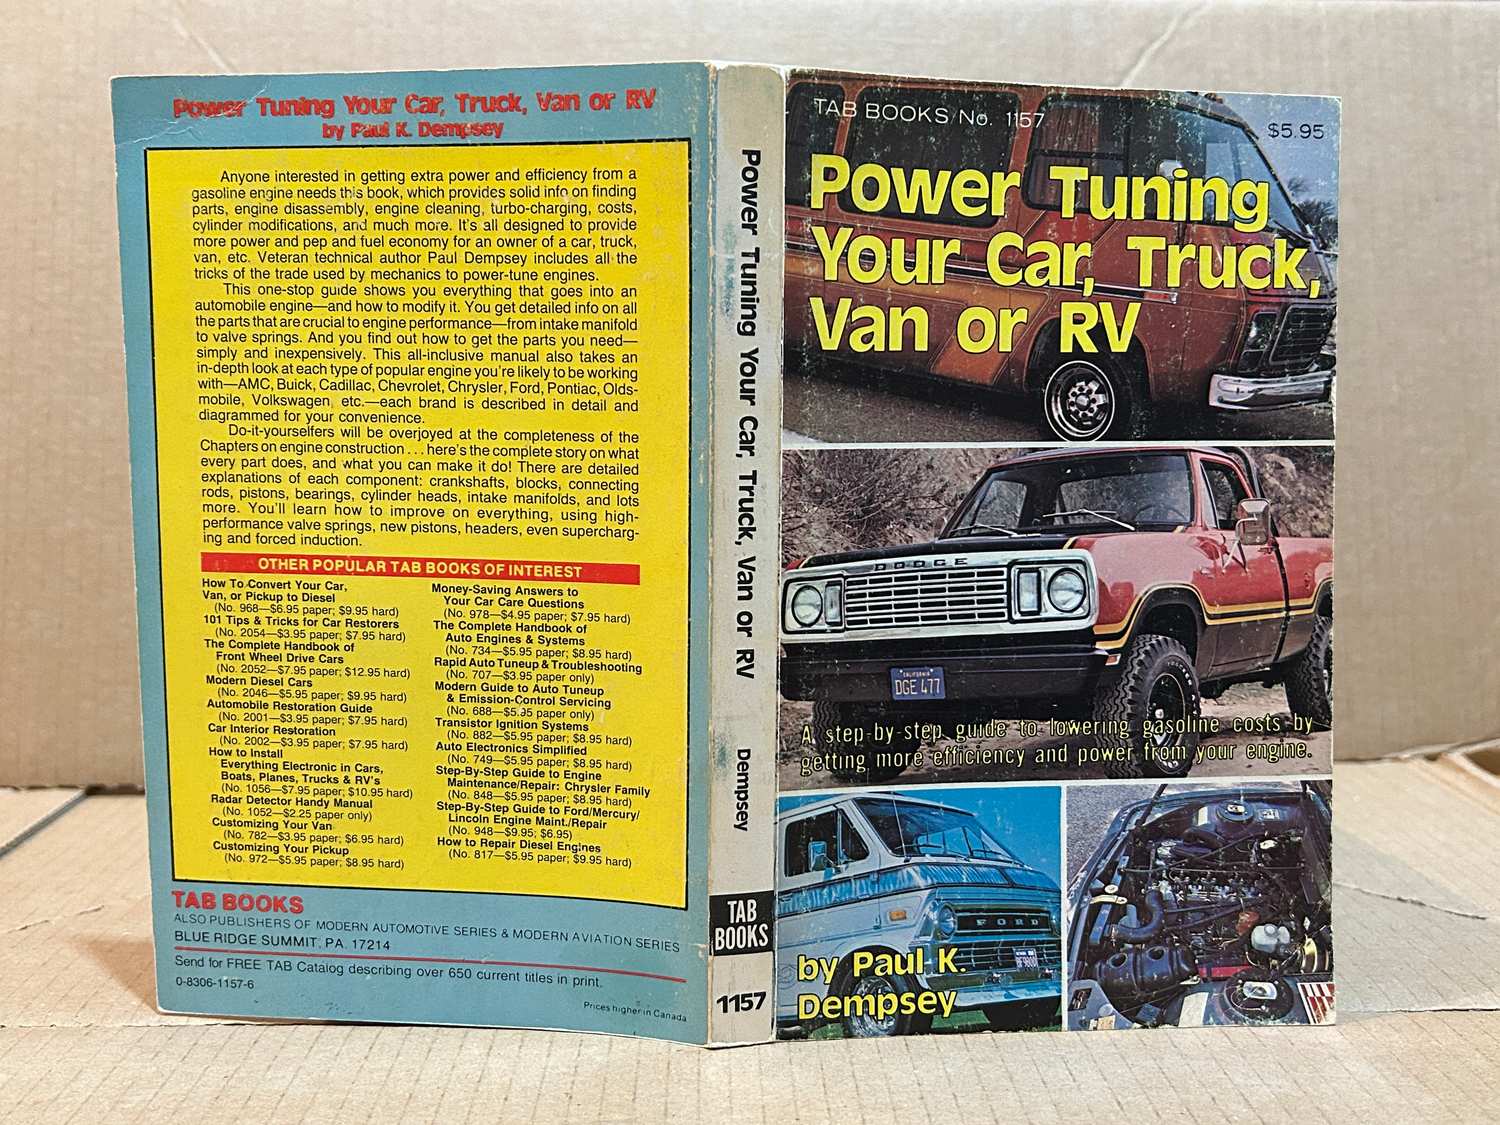 Power Tuning Your Car, Truck, Van or RV
by Paul K. Dempsey
Anyone interested in getting extra power and efficiency from a
gasoline engine needs this book, which provides solid info on finding
parts, engine disassembly, engine cleaning, turbo-charging, costs,
cylinder modifications, and much more. It's all designed to provide
more power and pep and fuel economy for an owner of a car, truck,
van, etc. Veteran technical author Paul Dempsey includes all the
tricks of the trade used by mechanics to power-tune engines.
This one-stop guide shows you everything that goes into an
automobile engine—and how to modify it. You get detailed info on all
the parts that are crucial to engine performance—from intake manifold
to valve springs. And you find out how to get the parts you need—
simply and inexpensively. This all-inclusive manual also takes an
in-depth look at each type of popular engine you're likely to be working
with—AMC, Buick, Cadillac, Chevrolet, Chrysler, Ford, Pontiac, Olds-
mobile, Volkswagen, etc.—each brand is described in detail and
diagrammed for your convenience.
Do-it-yourselfers will be overjoyed at the completeness of the
Chapters on engine construction . . . here's the complete story on what
every part does, and what you can make it do! There are detailed
explanations of each component: crankshafts, blocks, connecting
rods, pistons, bearings, cylinder heads, intake manifolds, and lots
more. You'll learn how to improve on everything, using high-
performance valve springs, new pistons, headers, even supercharg-
ing and forced induction.
OTHER POPULAR TAB BOOKS OF INTEREST
How To Convert Your Car,
Van, or Pickup to Diesel
(No. 968—$6.95 paper; $9.95 hard)
101 Tips & Tricks for Car Restorers
(No. 2054—$3.95 paper; $7.95 hard)
The Complete Handbook of
Front Wheel Drive Cars
(No. 2052—$7.95 paper; $12.95 hard)
Modern Diesel Cars
(No. 2046—$5.95 paper; $9.95 hard)
Automobile Restoration Guide
(No. 2001—$3.95 paper; $7.95 hard)
Car Interior Restoration
(No. 2002—$3.95 paper; $7.95 hard)
How to Install
Everything Electronic in Cars,
Boats, Planes, Trucks & RV's
(No. 1056—$7.95 paper; $10.95 hard)
Radar Detector Handy Manual
(No. 1052—$2.25 paper only)
Customizing Your Van
(No. 782—$3.95 paper; $6.95 hard)
Customizing Your Pickup
(No. 972—$5.95 paper; $8.95 hard)
Money-Saving Answers to
Your Car Care Questions
(No. 978—$4.95 paper; $7.95 hard)
The Complete Handbook of
Auto Engines & Systems
(No. 734—$5.95 paper; $8.95 hard)
Rapid Auto Tuneup & Troubleshooting
(No. 707—$3.95 paper only)
Modern Guide to Auto Tuneup
& Emission-Control Servicing
(No. 688—$5.95 paper only)
Transistor Ignition Systems
(No. 882—$5.95 paper; $8.95 hard)
Auto Electronics Simplified
(No. 749—$5.95 paper; $8.95 hard)
Step-By-Step Guide to Engine
Maintenance/Repair: Chrysler Family
(No. 848—$5.95 paper; $8.95 hard)
Step-By-Step Guide to Ford/Mercury/
Lincoln Engine Maint./Repair
(No. 948—$9.95; $6.95)
How to Repair Diesel Engines
(No. 817—$5.95 paper; $9.95 hard)
TAB BOOKS
ALSO PUBLISHERS OF MODERN AUTOMOTIVE SERIES & MODERN AVIATION SERIES
BLUE RIDGE SUMMIT, PA. 17214
Send for FREE TAB Catalog describing over 650 current titles in print.
0-8306-1157-6
Prices higher in Canada
Power Tuning Your Car, Truck, Van or RV
Dempsey
TAB
BOOKS
1157
TAB BOOKS No. 1157
$5.95
Power Tuning
Your Car, Truck,
Van or RV
DODGE
CALIFORNIA
DGE 477
A step-by-step guide to lowering gasoline costs by
getting more efficiency and power from your engine.
FORD
by Paul K.
Dempsey